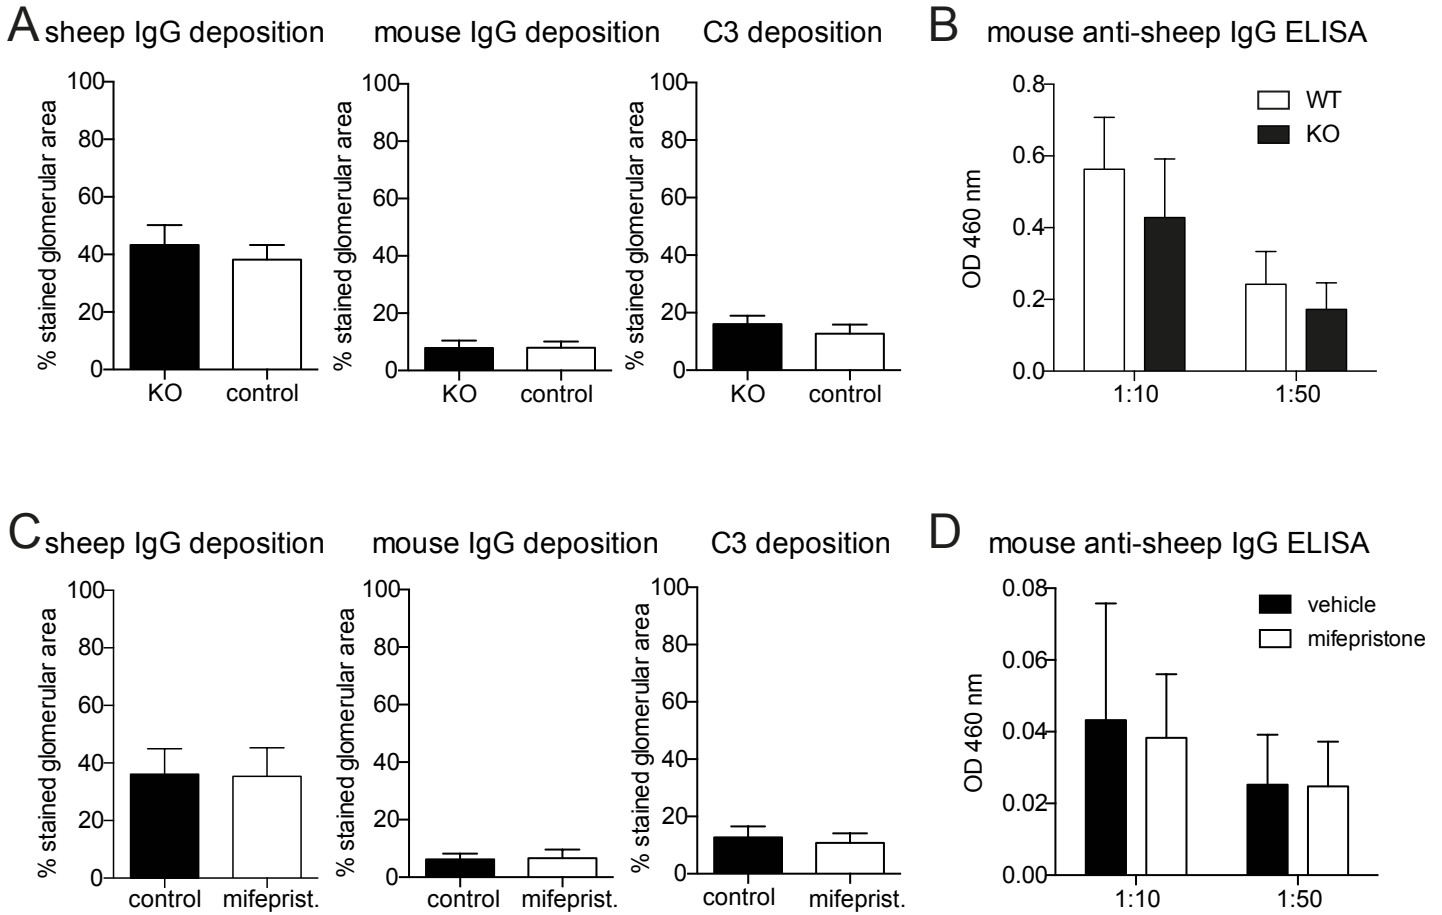 A sheep IgG deposition
% stained glomerular area
100
80
60
40
20
0
KO control
mouse IgG deposition
% stained glomerular area
100
80
60
40
20
0
KO control
C3 deposition
% stained glomerular area
100
80
60
40
20
0
KO control
B mouse anti-sheep IgG ELISA
OD 460 nm
0.8
0.6
0.4
0.2
0.0
WT
KO
1:10 1:50
C sheep IgG deposition
% stained glomerular area
100
80
60
40
20
0
control mifeprist.
mouse IgG deposition
% stained glomerular area
100
80
60
40
20
0
control mifeprist.
C3 deposition
% stained glomerular area
100
80
60
40
20
0
control mifeprist.
D mouse anti-sheep IgG ELISA
OD 460 nm
0.08
0.06
0.04
0.02
0.00
vehicle
mifepristone
1:10 1:50